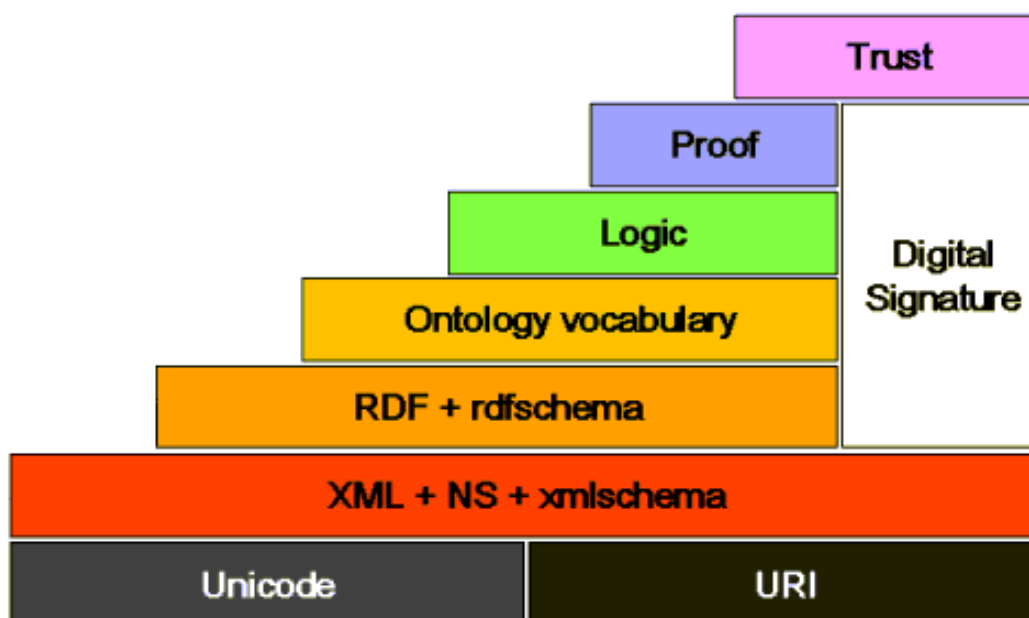 Trust
Proof
Logic
Digital
Signature
Ontology vocabulary
RDF + rdfschema
XML + NS + xmlschema
Unicode
URI